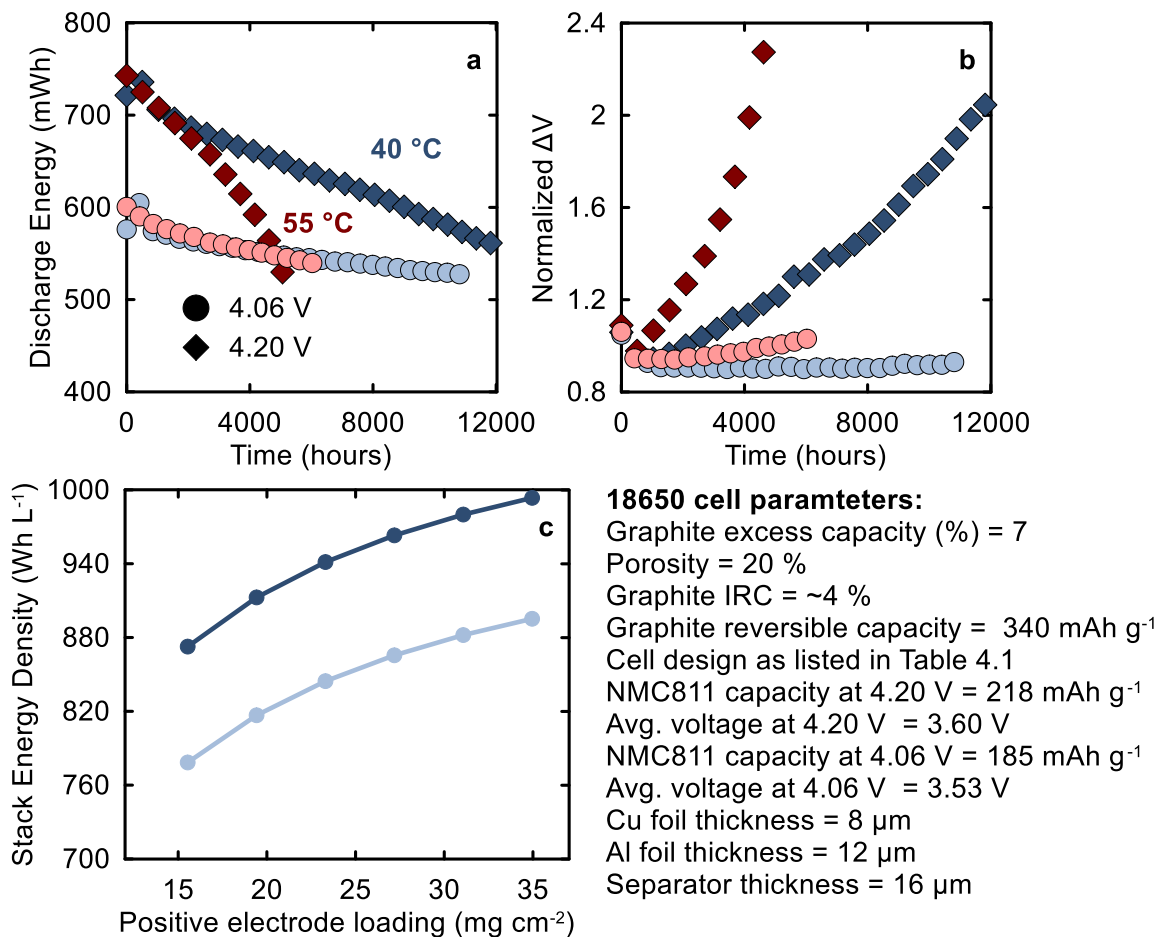 800
700
600
500
400
Discharge Energy (mWh)
a
40 °C
55 °C
4.06 V
4.20 V
0
4000
8000
12000
Time (hours)
2.4
2
1.6
1.2
0.8
Normalized ΔV
b
0
4000
8000
12000
Time (hours)
1000
940
880
820
760
700
Stack Energy Density (Wh L⁻¹)
c
15
20
25
30
35
Positive electrode loading (mg cm⁻²)
18650 cell paramteters:
Graphite excess capacity (%) = 7
Porosity = 20 %
Graphite IRC = ~4 %
Graphite reversible capacity = 340 mAh g⁻¹
Cell design as listed in Table 4.1
NMC811 capacity at 4.20 V = 218 mAh g⁻¹
Avg. voltage at 4.20 V = 3.60 V
NMC811 capacity at 4.06 V = 185 mAh g⁻¹
Avg. voltage at 4.06 V = 3.53 V
Cu foil thickness = 8 µm
Al foil thickness = 12 µm
Separator thickness = 16 µm